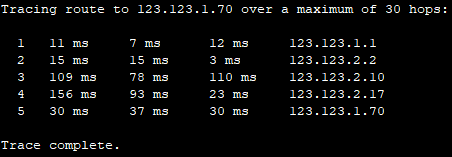 Tracing route to 123.123.1.70 over a maximum of 30 hops:
1 11 ms 7 ms 12 ms 123.123.1.1
2 15 ms 15 ms 3 ms 123.123.2.2
3 109 ms 78 ms 110 ms 123.123.2.10
4 156 ms 93 ms 23 ms 123.123.2.17
5 30 ms 37 ms 30 ms 123.123.1.70
Trace complete.